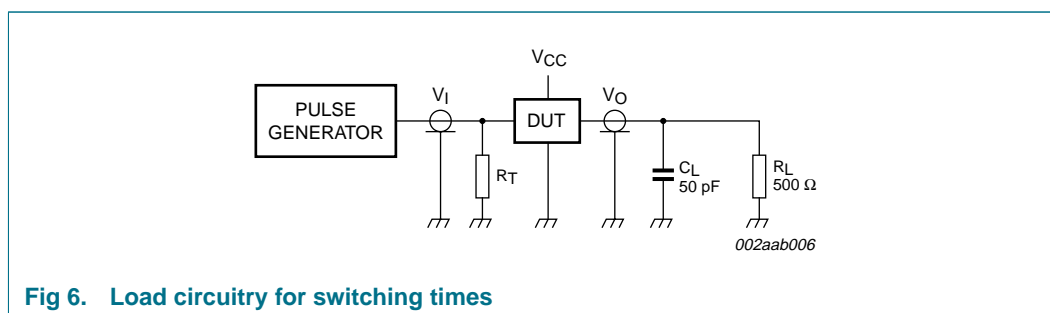 VCC
PULSE
GENERATOR
VI
DUT
VO
RT
CL
50 pF
RL
500 Ω
002aab006
Fig 6. Load circuitry for switching times